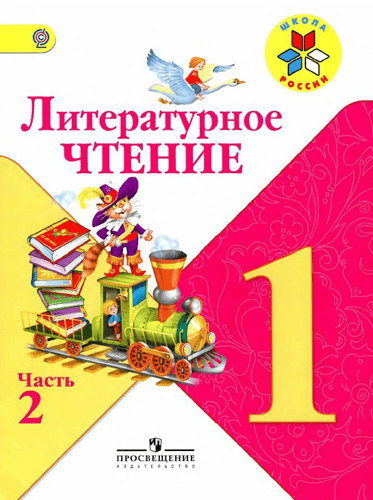 ШКОЛА
РОССИИ
Литературное
ЧТЕНИЕ
1
Часть
2
ПРОСВЕЩЕНИЕ
ИЗДАТЕЛЬСТВО